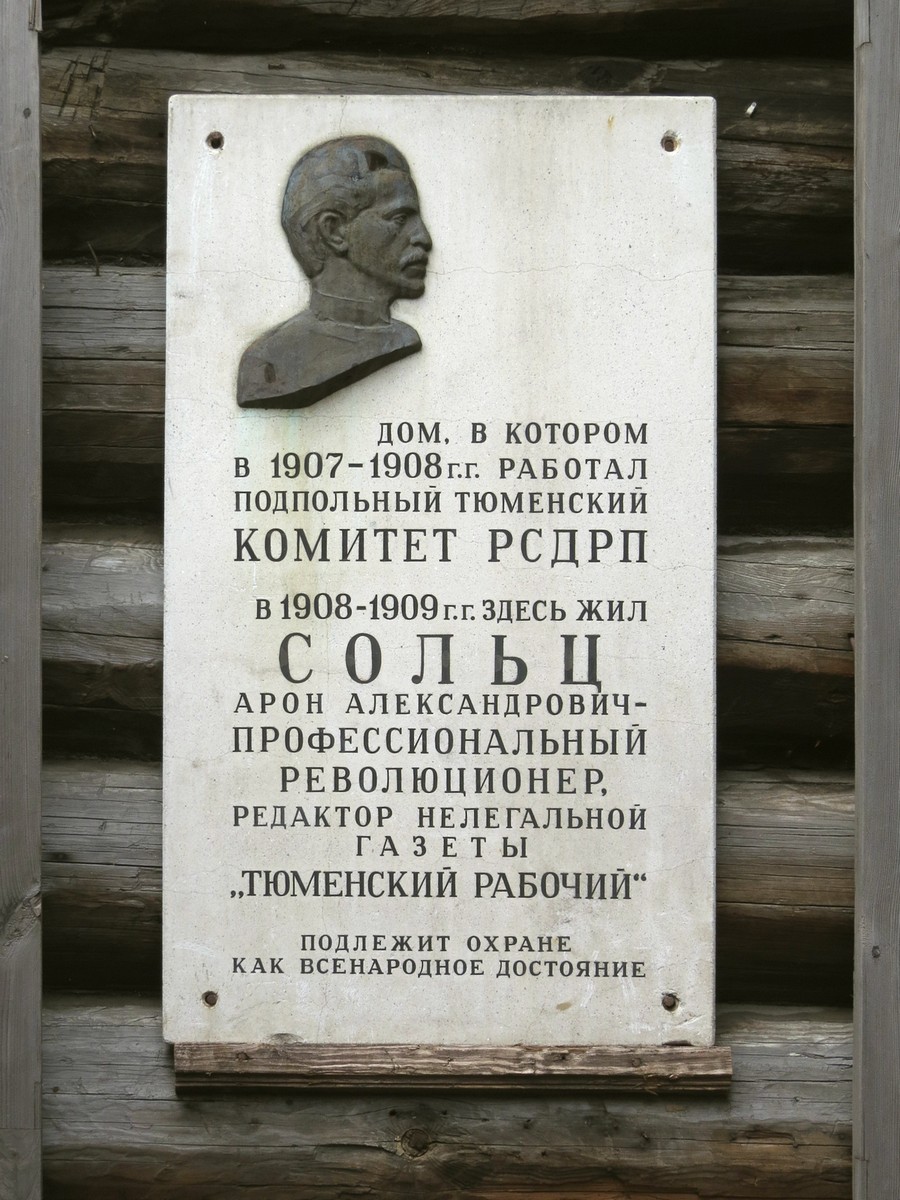 ДОМ, В КОТОРОМ
В 1907-1908 г.г. РАБОТАЛ
ПОДПОЛЬНЫЙ ТЮМЕНСКИЙ
КОМИТЕТ РСДРП
В 1908-1909 г.г. ЗДЕСЬ ЖИЛ
СОЛЬЦ
АРОН АЛЕКСАНДРОВИЧ-
ПРОФЕССИОНАЛЬНЫЙ
РЕВОЛЮЦИОНЕР,
РЕДАКТОР НЕЛЕГАЛЬНОЙ
ГАЗЕТЫ
„ТЮМЕНСКИЙ РАБОЧИЙ“
ПОДЛЕЖИТ ОХРАНЕ
КАК ВСЕНАРОДНОЕ ДОСТОЯНИЕ